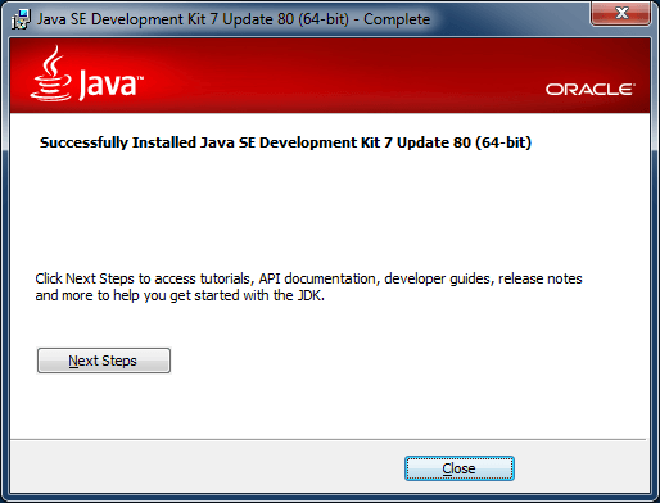 Java SE Development Kit 7 Update 80 (64-bit) - Complete
Java™
ORACLE®
Successfully Installed Java SE Development Kit 7 Update 80 (64-bit)
Click Next Steps to access tutorials, API documentation, developer guides, release notes
and more to help you get started with the JDK.
Next Steps
Close